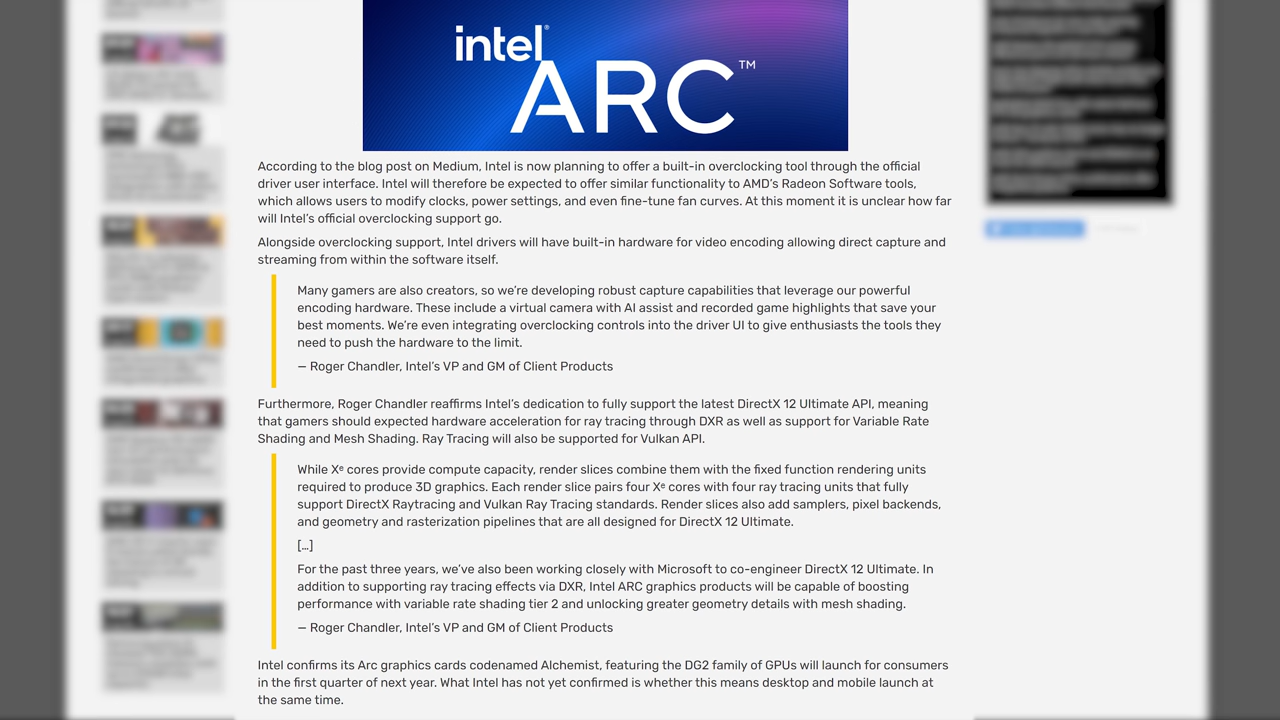 intel®
ARC™
According to the blog post on Medium, Intel is now planning to offer a built-in overclocking tool through the official
driver user interface. Intel will therefore be expected to offer similar functionality to AMD’s Radeon Software tools,
which allows users to modify clocks, power settings, and even fine-tune fan curves. At this moment it is unclear how far
will Intel’s official overclocking support go.
Alongside overclocking support, Intel drivers will have built-in hardware for video encoding allowing direct capture and
streaming from within the software itself.
Many gamers are also creators, so we’re developing robust capture capabilities that leverage our powerful
encoding hardware. These include a virtual camera with AI assist and recorded game highlights that save your
best moments. We’re even integrating overclocking controls into the driver UI to give enthusiasts the tools they
need to push the hardware to the limit.
— Roger Chandler, Intel’s VP and GM of Client Products
Furthermore, Roger Chandler reaffirms Intel’s dedication to fully support the latest DirectX 12 Ultimate API, meaning
that gamers should expected hardware acceleration for ray tracing through DXR as well as support for Variable Rate
Shading and Mesh Shading. Ray Tracing will also be supported for Vulkan API.
While Xᵉ cores provide compute capacity, render slices combine them with the fixed function rendering units
required to produce 3D graphics. Each render slice pairs four Xᵉ cores with four ray tracing units that fully
support DirectX Raytracing and Vulkan Ray Tracing standards. Render slices also add samplers, pixel backends,
and geometry and rasterization pipelines that are all designed for DirectX 12 Ultimate.
[…]
For the past three years, we’ve also been working closely with Microsoft to co-engineer DirectX 12 Ultimate. In
addition to supporting ray tracing effects via DXR, Intel ARC graphics products will be capable of boosting
performance with variable rate shading tier 2 and unlocking greater geometry details with mesh shading.
— Roger Chandler, Intel’s VP and GM of Client Products
Intel confirms its Arc graphics cards codenamed Alchemist, featuring the DG2 family of GPUs will launch for consumers
in the first quarter of next year. What Intel has not yet confirmed is whether this means desktop and mobile launch at
the same time.